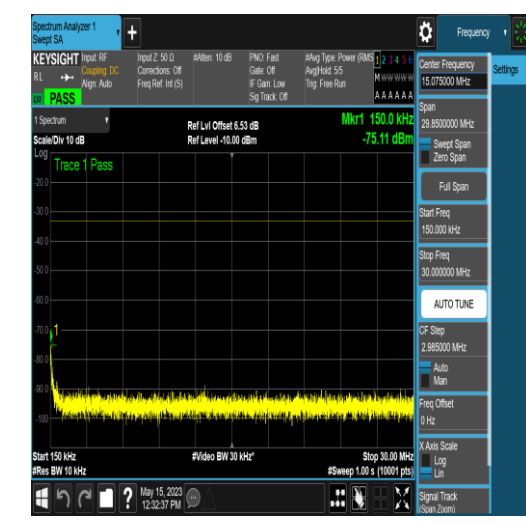 Spectrum Analyzer 1
Swept SA
Frequency
Settings
KEYSIGHT
RL
PASS
Input: RF
Coupling: DC
Align: Auto
Input Z: 50 Ω
Corrections: Off
Freq Ref: Int (S)
#Atten: 10 dB
PNO: Fast
Gate: Off
IF Gain: Low
Sig Track: Off
#Avg Type: Power (RMS
Avg|Hold: 5/5
Trig: Free Run
1 2 3 4 5 6
M W W W W W
A A A A A A
1 Spectrum
Scale/Div 10 dB
Ref Lvl Offset 6.53 dB
Ref Level -10.00 dBm
Mkr1 150.0 kHz
-75.11 dBm
Log
Trace 1 Pass
-20.0
-30.0
-40.0
-50.0
-60.0
-70.0
-80.0
-90.0
-100
1
Start 150 kHz
#Res BW 10 kHz
#Video BW 30 kHz*
Stop 30.00 MHz
#Sweep 1.00 s (10001 pts)
May 15, 2023
12:32:37 PM
?
Center Frequency
15.075000 MHz
Span
29.8500000 MHz
Swept Span
Zero Span
Full Span
Start Freq
150.000 kHz
Stop Freq
30.000000 MHz
AUTO TUNE
CF Step
2.985000 MHz
Auto
Man
Freq Offset
0 Hz
X Axis Scale
Log
Lin
Signal Track
(Span Zoom)